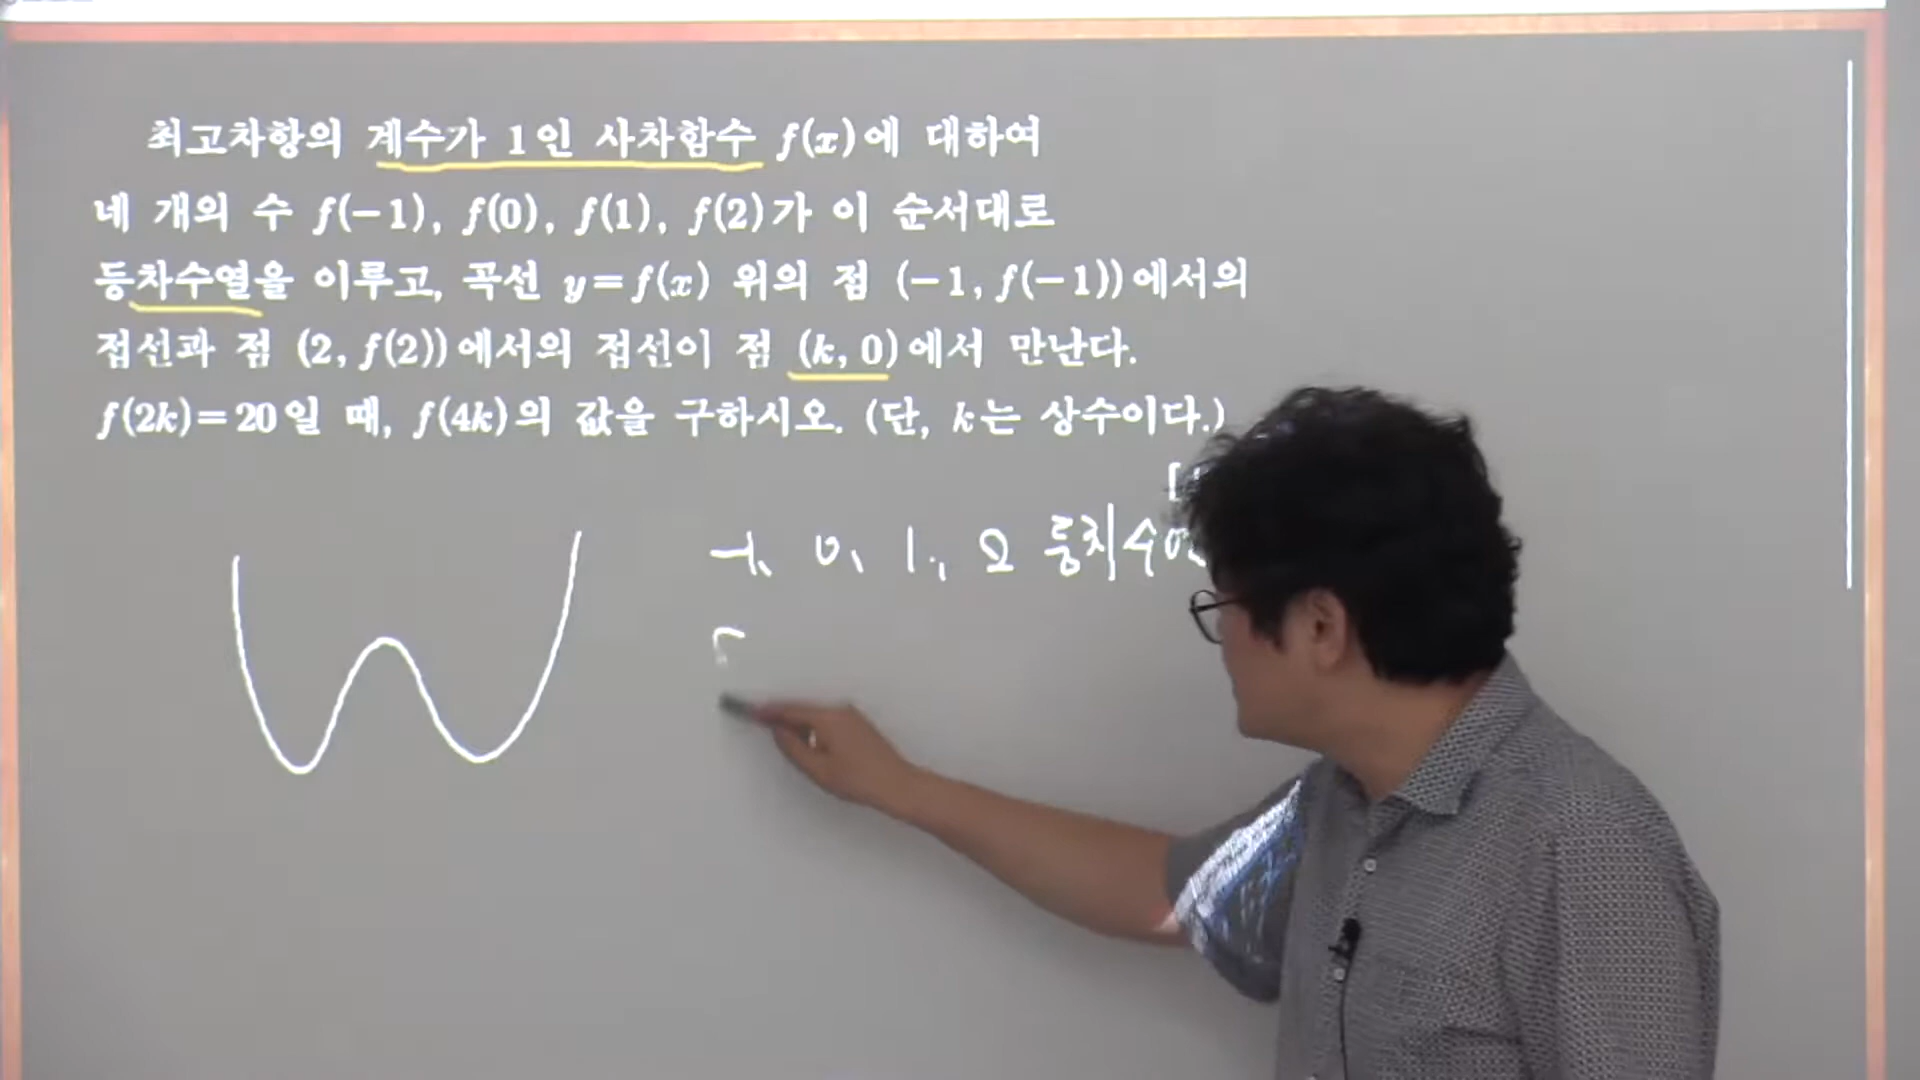 최고차항의 계수가 1인 사차함수 f(x)에 대하여
네 개의 수 f(−1), f(0), f(1), f(2)가 이 순서대로
등차수열을 이루고, 곡선 y=f(x) 위의 점 (−1, f(−1))에서의
접선과 점 (2, f(2))에서의 접선이 점 (k, 0)에서 만난다.
f(2k)=20일 때, f(4k)의 값을 구하시오. (단, k는 상수이다.)
-1, 0, 1, 2 등차수